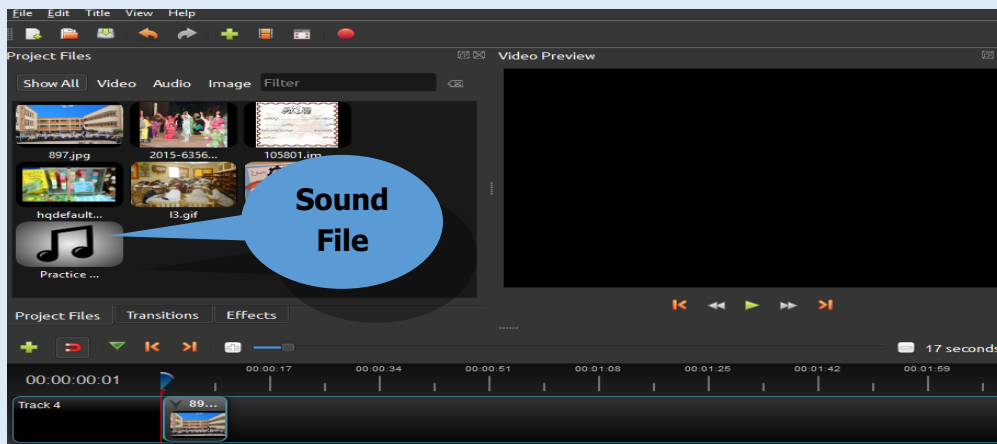 File Edit Title View Help
Project Files
Video Preview
Show All Video Audio Image Filter
897.jpg 2015-6356... 105801.im...
hqdefault... l3.gif
Sound
File
Practice ...
Project Files Transitions Effects
17 seconds
00:00:00:01 00:00:17 00:00:34 00:00:51 00:01:08 00:01:25 00:01:42 00:01:59
Track 4
89...